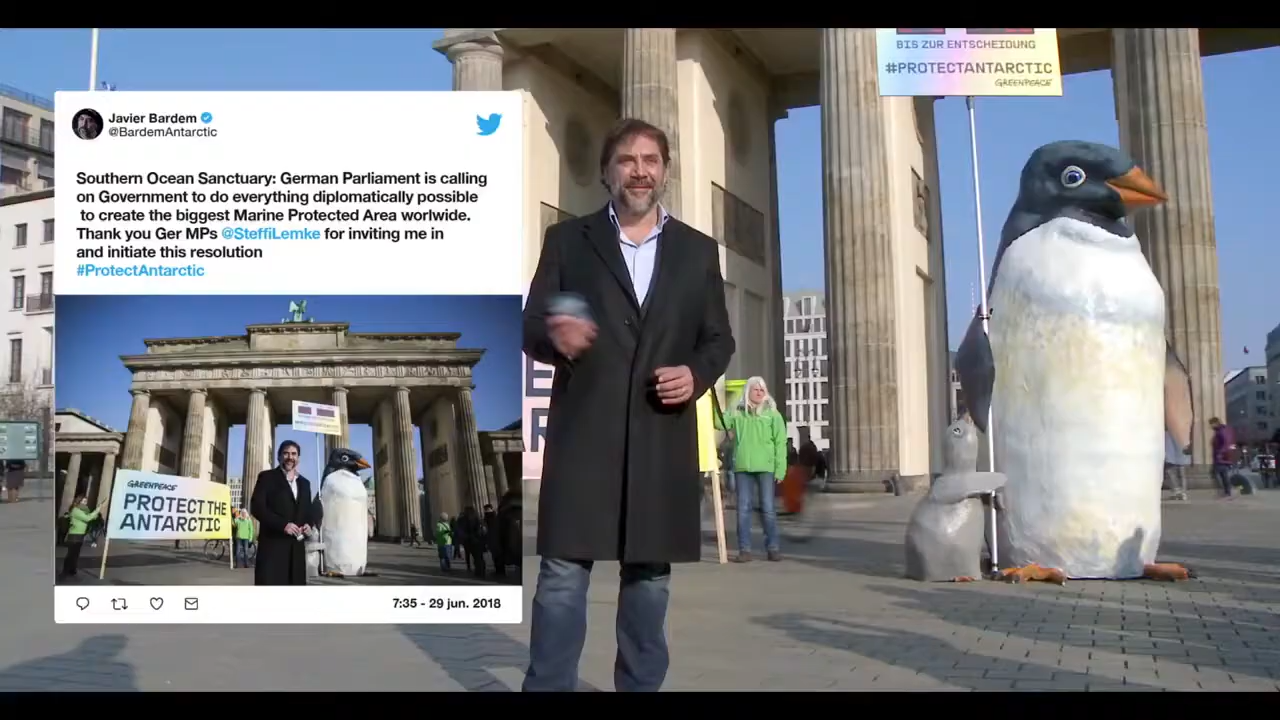 BIS ZUR ENTSCHEIDUNG
#PROTECTANTARCTIC
GREENPEACE
Javier Bardem
@BardemAntarctic
Southern Ocean Sanctuary: German Parliament is calling
on Government to do everything diplomatically possible
to create the biggest Marine Protected Area worlwide.
Thank you Ger MPs @SteffiLemke for inviting me in
and initiate this resolution
#ProtectAntarctic
GREENPEACE
PROTECT THE
ANTARCTIC
7:35 - 29 jun. 2018